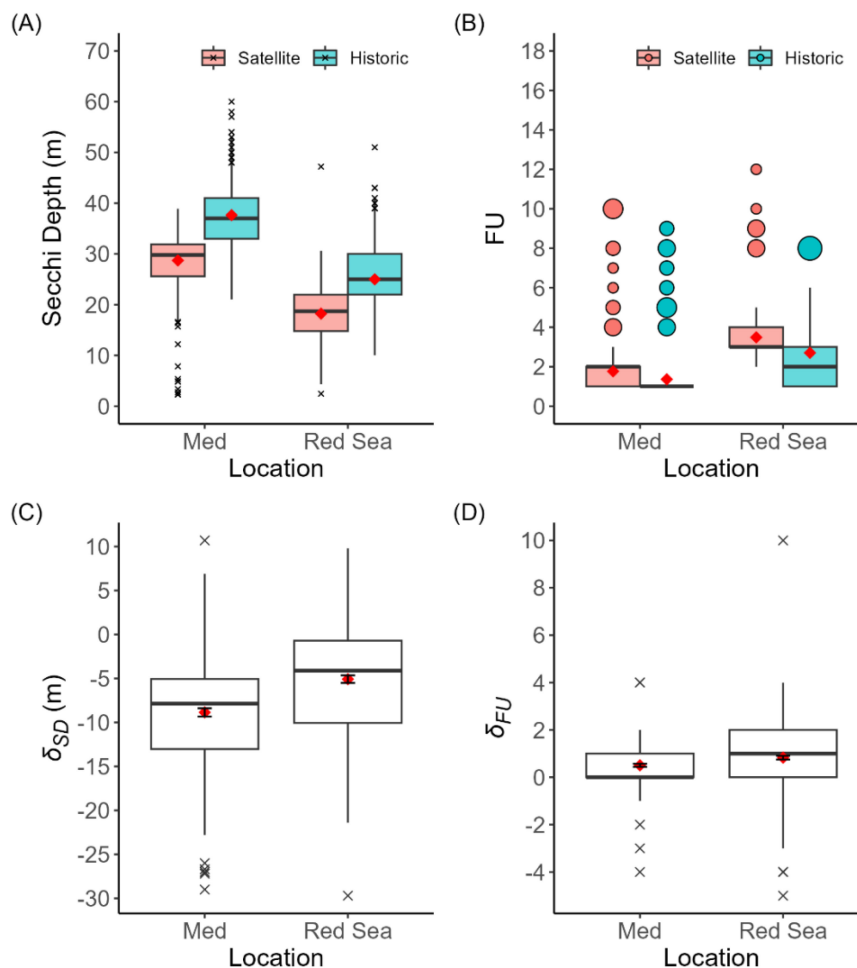 (A)
Satellite Historic
Secchi Depth (m)
70
60
50
40
30
20
10
0
Med Red Sea
Location
(B)
Satellite Historic
FU
18
16
14
12
10
8
6
4
2
0
Med Red Sea
Location
(C)
δSD (m)
10
5
0
-5
-10
-15
-20
-25
-30
Med Red Sea
Location
(D)
δFU
10
8
6
4
2
0
-2
-4
Med Red Sea
Location